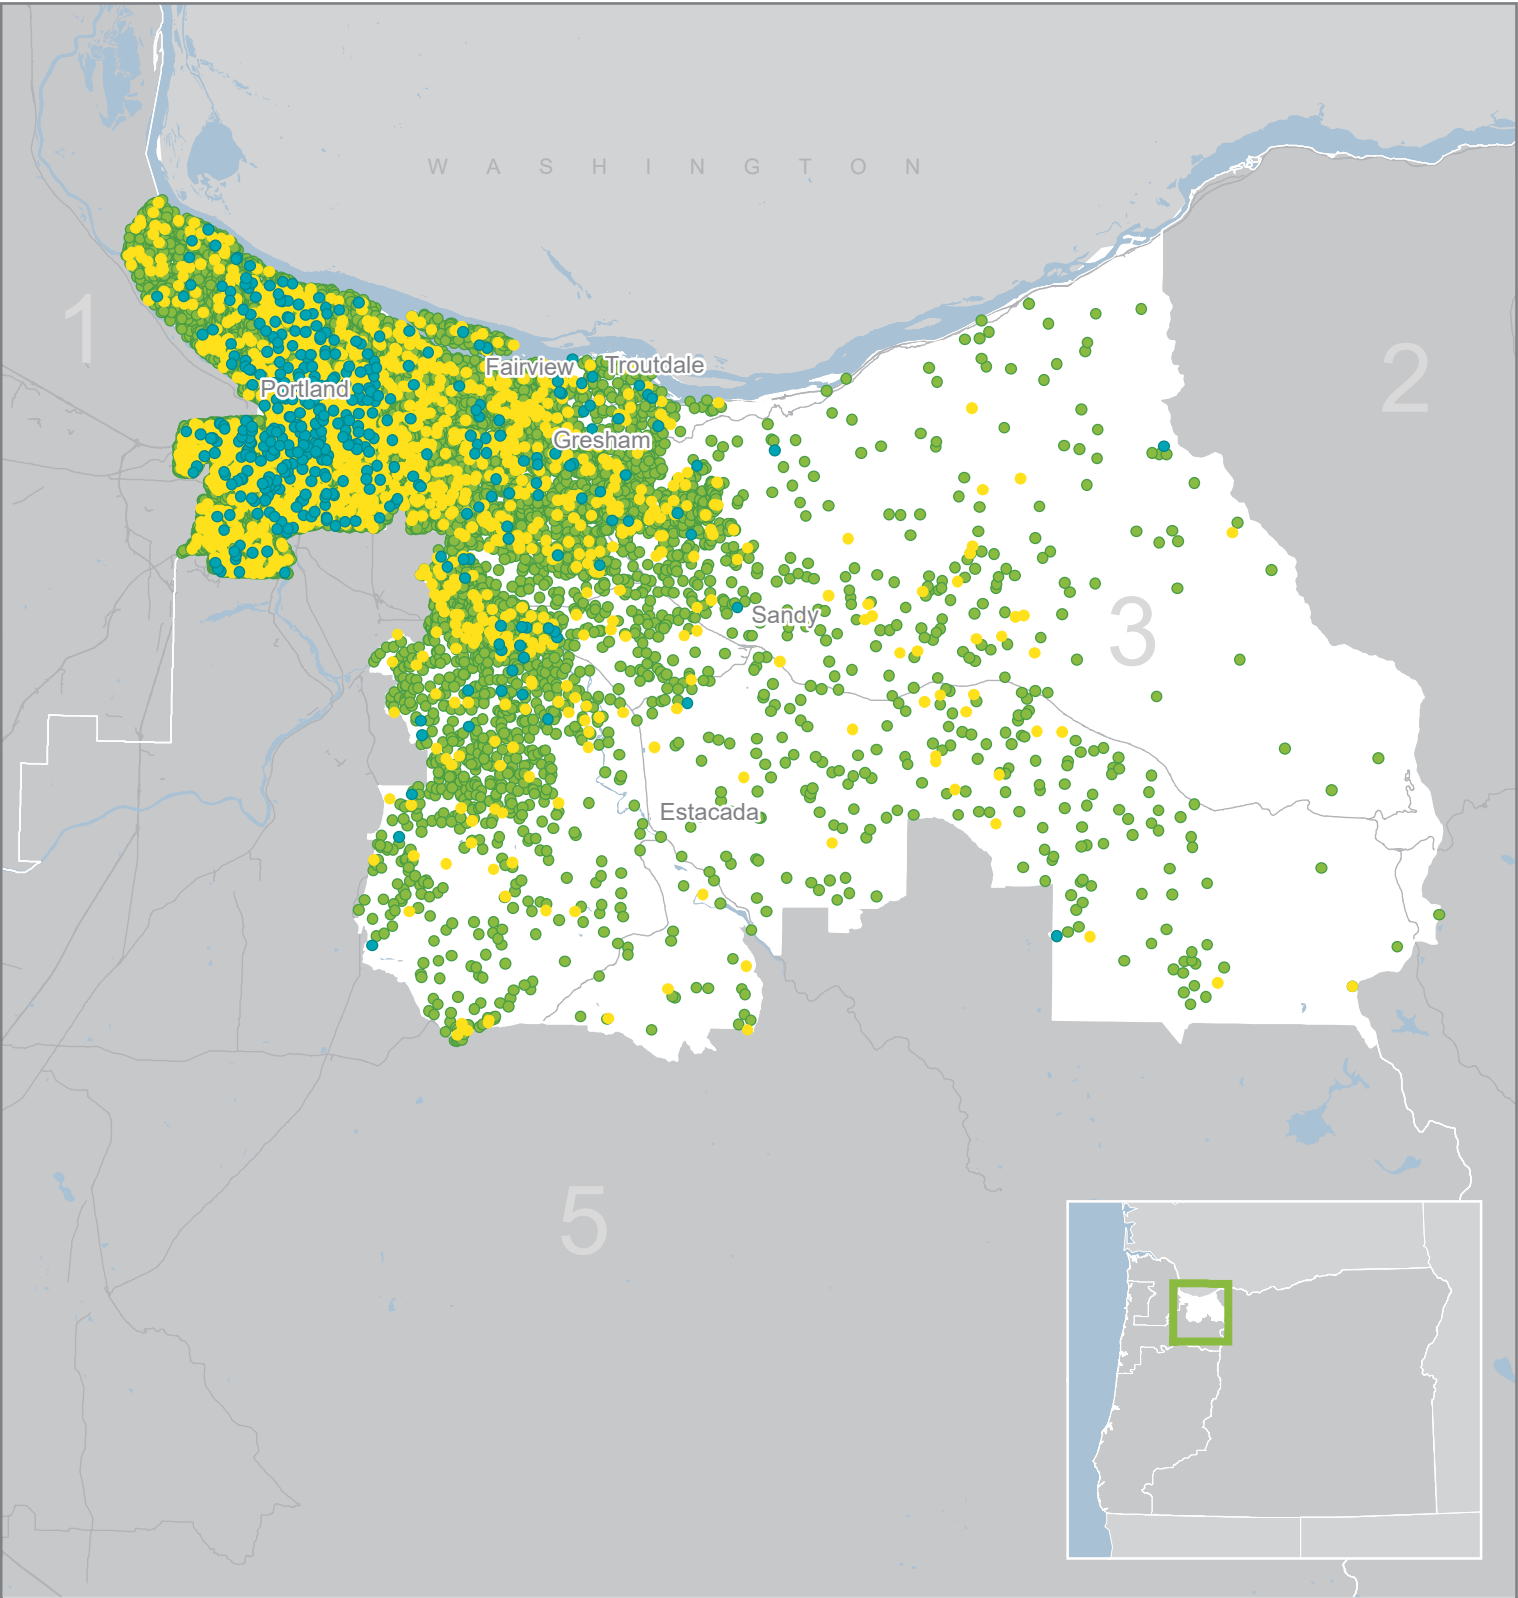 W A S H I N G T O N
1
2
Fairview
Troutdale
Portland
Gresham
Sandy
3
Estacada
5